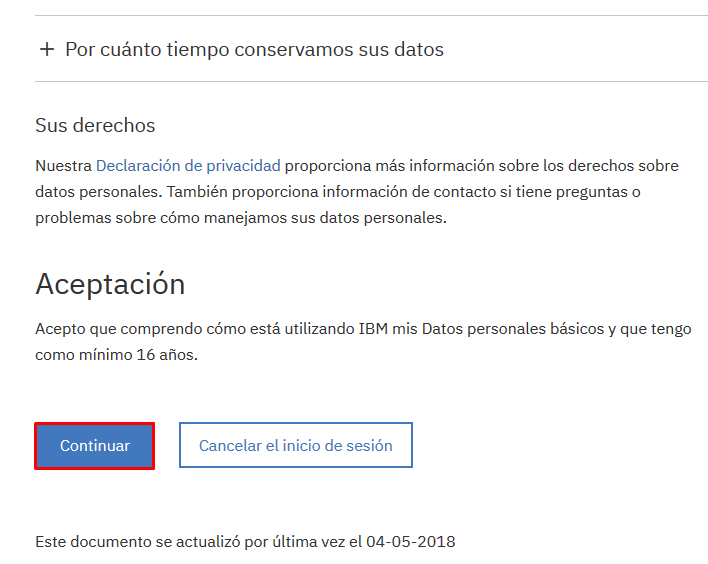 + Por cuánto tiempo conservamos sus datos
Sus derechos
Nuestra Declaración de privacidad proporciona más información sobre los derechos sobre
datos personales. También proporciona información de contacto si tiene preguntas o
problemas sobre cómo manejamos sus datos personales.
Aceptación
Acepto que comprendo cómo está utilizando IBM mis Datos personales básicos y que tengo
como mínimo 16 años.
Continuar
Cancelar el inicio de sesión
Este documento se actualizó por última vez el 04-05-2018